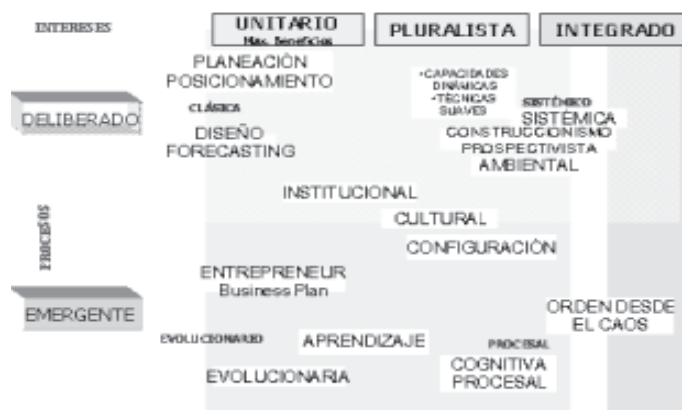 INTERESES
UNITARIO
Max. Beneficios
PLURALISTA
INTEGRADO
PLANEACIÓN
POSICIONAMIENTO
•CAPACIDADES
DINÁMICAS
•TÉCNICAS
SUAVES
CLÁSICA
SISTÉMICO
SISTÉMICA
DELIBERADO
DISEÑO
FORECASTING
CONSTRUCCIONISMO
PROSPECTIVISTA
AMBIENTAL
INSTITUCIONAL
CULTURAL
CONFIGURACIÓN
PROCESOS
ENTREPRENEUR
Business Plan
EMERGENTE
ORDEN DESDE
EL CAOS
EVOLUCIONARIO
APRENDIZAJE
PROCESAL
EVOLUCIONARIA
COGNITIVA
PROCESAL